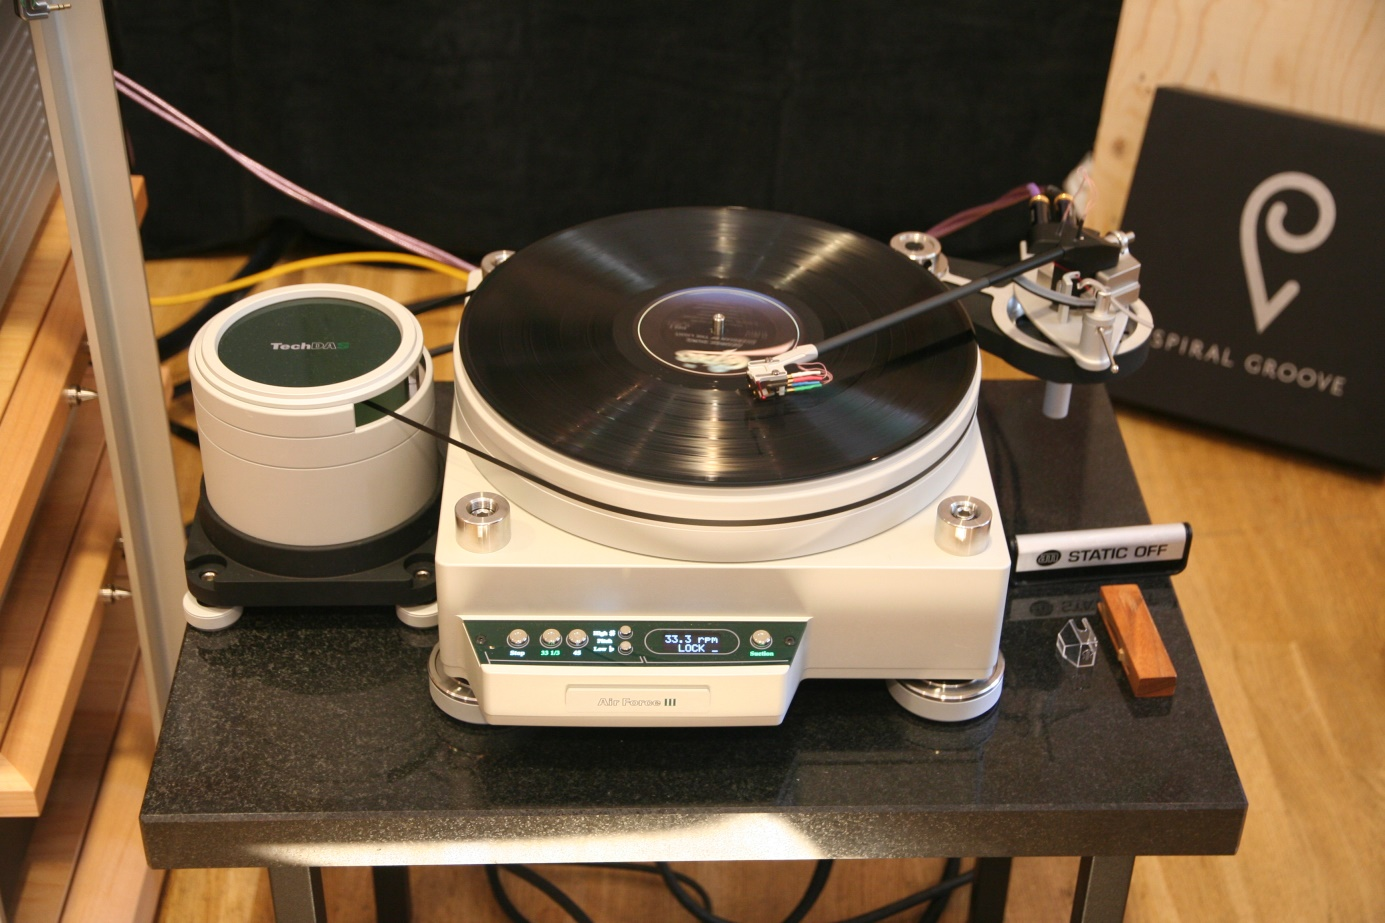 TechDAS
SPIRAL GROOVE
STATIC OFF
Stop
33 1/3
45
High #
Pitch
Low b
33.3 rpm
LOCK
Suction
Air Force III